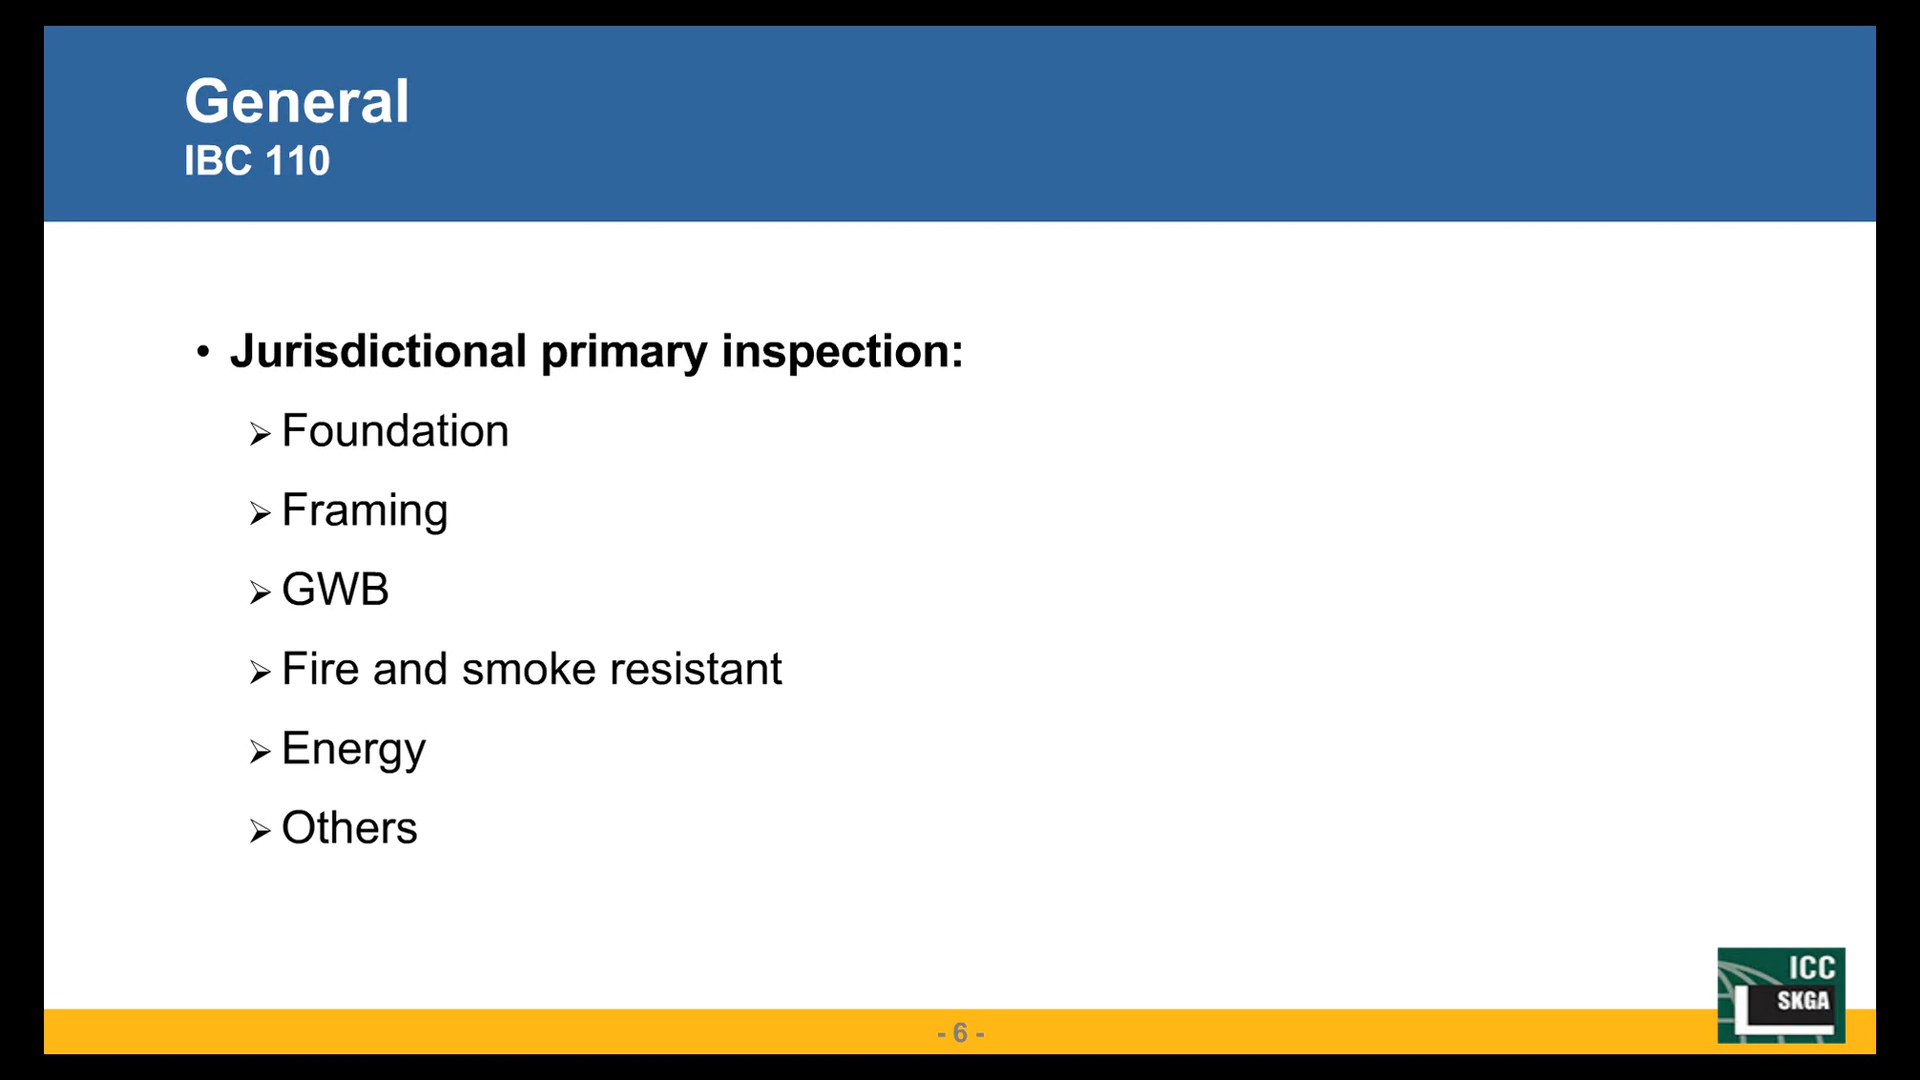 General
IBC 110
• Jurisdictional primary inspection:
➢ Foundation
➢ Framing
➢ GWB
➢ Fire and smoke resistant
➢ Energy
➢ Others
- 6 -
ICC
SKGA